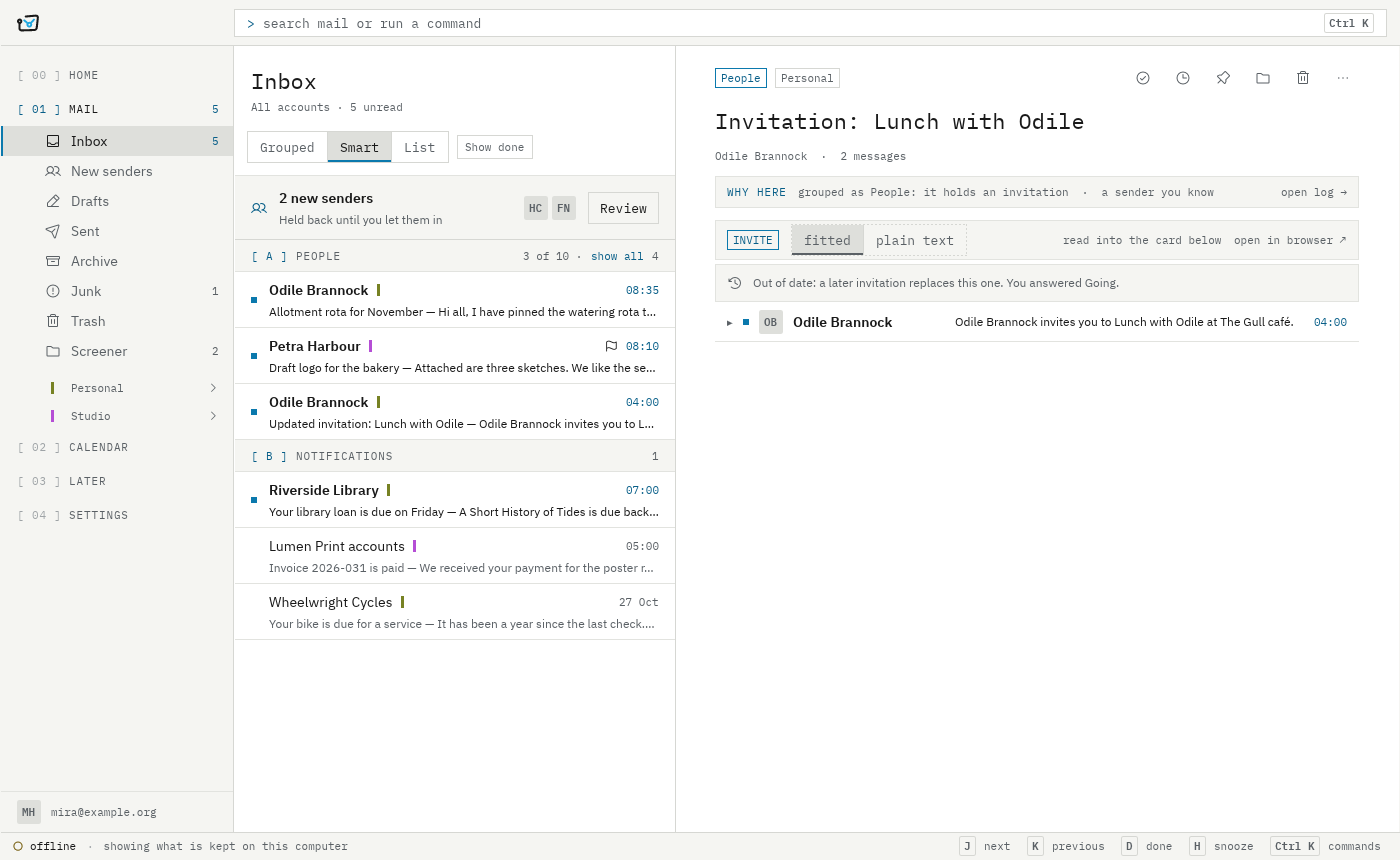 > search mail or run a command
Ctrl K
[ 00 ] HOME
[ 01 ] MAIL 5
Inbox 5
New senders
Drafts
Sent
Archive
Junk 1
Trash
Screener 2
Personal
Studio
[ 02 ] CALENDAR
[ 03 ] LATER
[ 04 ] SETTINGS
MH mira@example.org
Inbox
All accounts · 5 unread
Grouped Smart List Show done
2 new senders
Held back until you let them in
HC FN Review
[ A ] PEOPLE 3 of 10 · show all 4
Odile Brannock 08:35
Allotment rota for November — Hi all, I have pinned the watering rota t…
Petra Harbour 08:10
Draft logo for the bakery — Attached are three sketches. We like the se…
Odile Brannock 04:00
Updated invitation: Lunch with Odile — Odile Brannock invites you to L…
[ B ] NOTIFICATIONS 1
Riverside Library 07:00
Your library loan is due on Friday — A Short History of Tides is due back…
Lumen Print accounts 05:00
Invoice 2026-031 is paid — We received your payment for the poster r…
Wheelwright Cycles 27 Oct
Your bike is due for a service — It has been a year since the last check.…
People Personal
Invitation: Lunch with Odile
Odile Brannock · 2 messages
WHY HERE grouped as People: it holds an invitation · a sender you know open log →
INVITE fitted plain text read into the card below open in browser ↗
Out of date: a later invitation replaces this one. You answered Going.
▸ OB Odile Brannock Odile Brannock invites you to Lunch with Odile at The Gull café. 04:00
offline · showing what is kept on this computer
J next K previous D done H snooze Ctrl K commands